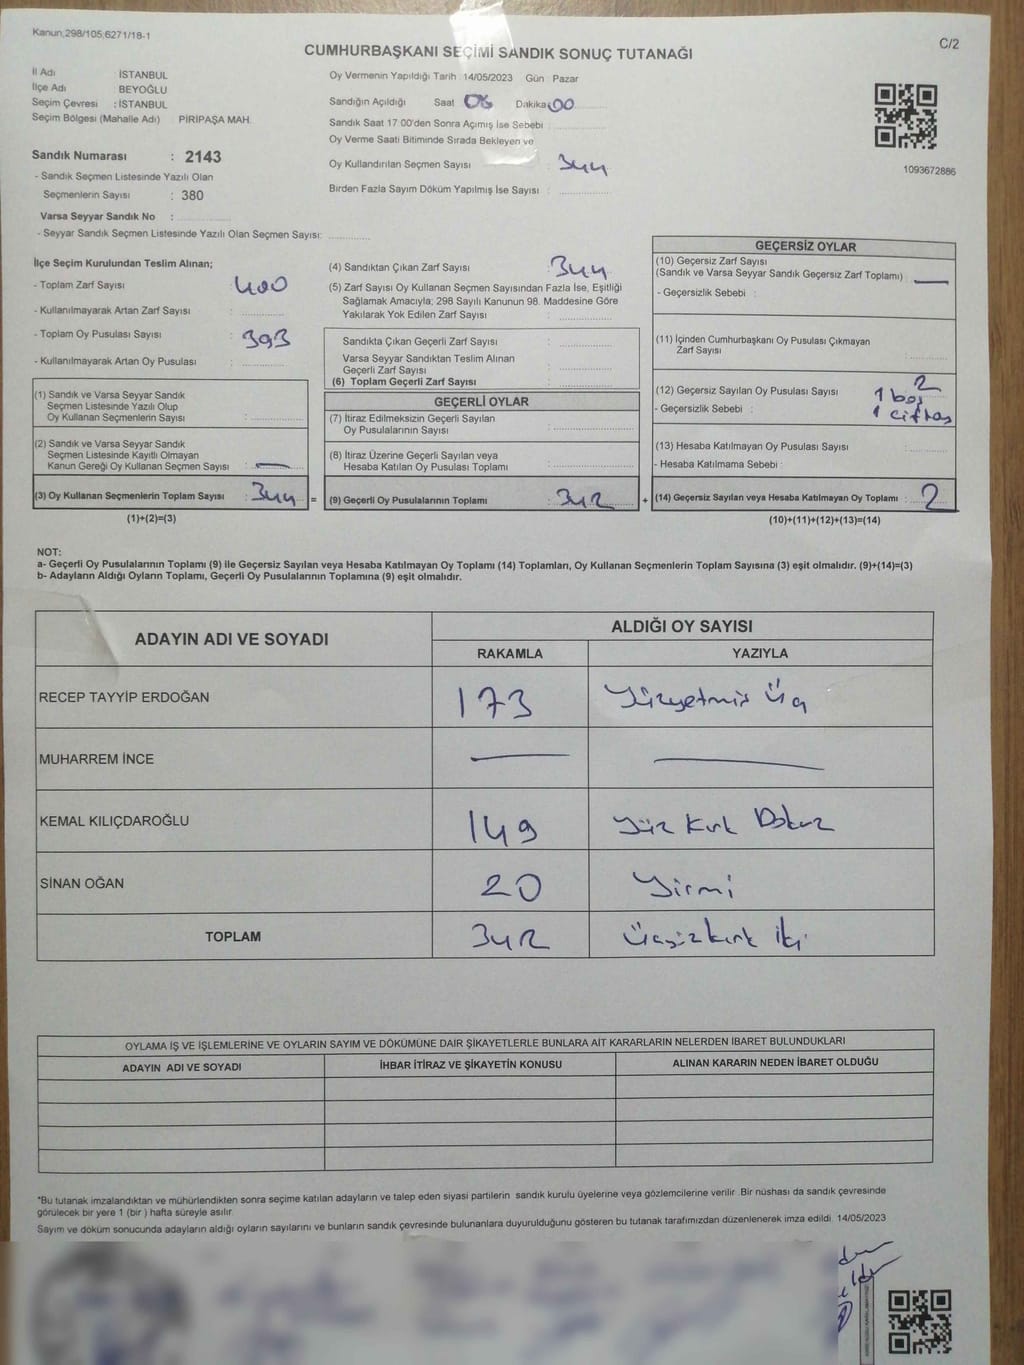 Kanun,298/105,6271/18-1
C/2
CUMHURBAŞKANI SEÇİMİ SANDIK SONUÇ TUTANAĞI
İl Adı İSTANBUL
İlçe Adı BEYOĞLU
Seçim Çevresi : İSTANBUL
Seçim Bölgesi (Mahalle Adı) PİRİPAŞA MAH.
Sandık Numarası : 2143
- Sandık Seçmen Listesinde Yazılı Olan
Seçmenlerin Sayısı : 380
Varsa Seyyar Sandık No :
- Seyyar Sandık Seçmen Listesinde Yazılı Olan Seçmen Sayısı:
Oy Vermenin Yapıldığı Tarih 14/05/2023 Gün Pazar
Sandığın Açıldığı Saat 08 Dakika 00
Sandık Saat 17:00'den Sonra Açımış İse Sebebi :
Oy Verme Saati Bitiminde Sırada Bekleyen ve
Oy Kullandırılan Seçmen Sayısı : 344
Birden Fazla Sayım Döküm Yapılmış İse Sayısı :
1093672886
İlçe Seçim Kurulundan Teslim Alınan;
- Toplam Zarf Sayısı : 400
- Kullanılmayarak Artan Zarf Sayısı :
- Toplam Oy Pusulası Sayısı : 393
- Kullanılmayarak Artan Oy Pusulası :
(1) Sandık ve Varsa Seyyar Sandık
Seçmen Listesinde Yazılı Olup
Oy Kullanan Seçmenlerin Sayısı :
(2) Sandık ve Varsa Seyyar Sandık
Seçmen Listesinde Kayıtlı Olmayan
Kanun Gereği Oy Kullanan Seçmen Sayısı : —
(3) Oy Kullanan Seçmenlerin Toplam Sayısı : 344 =
(1)+(2)=(3)
(4) Sandıktan Çıkan Zarf Sayısı : 344
(5) Zarf Sayısı Oy Kullanan Seçmen Sayısından Fazla İse, Eşitliği
Sağlamak Amacıyla; 298 Sayılı Kanunun 98. Maddesine Göre
Yakılarak Yok Edilen Zarf Sayısı :
Sandıkta Çıkan Geçerli Zarf Sayısı :
Varsa Seyyar Sandıktan Teslim Alınan
Geçerli Zarf Sayısı :
(6) Toplam Geçerli Zarf Sayısı :
GEÇERLİ OYLAR
(7) İtiraz Edilmeksizin Geçerli Sayılan
Oy Pusulalarının Sayısı :
(8) İtiraz Üzerine Geçerli Sayılan veya
Hesaba Katılan Oy Pusulası Toplamı :
(9) Geçerli Oy Pusulalarının Toplamı : 342 +
GEÇERSİZ OYLAR
(10) Geçersiz Zarf Sayısı
(Sandık ve Varsa Seyyar Sandık Geçersiz Zarf Toplamı) : —
- Geçersizlik Sebebi :
(11) İçinden Cumhurbaşkanı Oy Pusulası Çıkmayan
Zarf Sayısı :
(12) Geçersiz Sayılan Oy Pusulası Sayısı : 2
1 boş
- Geçersizlik Sebebi : 1 çift
(13) Hesaba Katılmayan Oy Pusulası Sayısı :
- Hesaba Katılmama Sebebi :
(14) Geçersiz Sayılan veya Hesaba Katılmayan Oy Toplamı : 2
(10)+(11)+(12)+(13)=(14)
NOT:
a- Geçerli Oy Pusulalarının Toplamı (9) ile Geçersiz Sayılan veya Hesaba Katılmayan Oy Toplamı (14) Toplamları, Oy Kullanan Seçmenlerin Toplam Sayısına (3) eşit olmalıdır. (9)+(14)=(3)
b- Adayların Aldığı Oyların Toplamı, Geçerli Oy Pusulalarının Toplamına (9) eşit olmalıdır.
ADAYIN ADI VE SOYADI
ALDIĞI OY SAYISI
RAKAMLA YAZIYLA
RECEP TAYYİP ERDOĞAN 173 Yüzyetmiş Üç
MUHARREM İNCE — —
KEMAL KILIÇDAROĞLU 149 Yüz Kırk Dokuz
SİNAN OĞAN 20 Yirmi
TOPLAM 342 Üçyüzkırk İki
OYLAMA İŞ VE İŞLEMLERİNE VE OYLARIN SAYIM VE DÖKÜMÜNE DAİR ŞİKAYETLERLE BUNLARA AİT KARARLARIN NELERDEN İBARET BULUNDUKLARI
ADAYIN ADI VE SOYADI İHBAR İTİRAZ VE ŞİKAYETİN KONUSU ALINAN KARARIN NEDEN İBARET OLDUĞU
*Bu tutanak imzalandıktan ve mühürlendikten sonra seçime katılan adayların ve talep eden siyasi partilerin sandık kurulu üyelerine veya gözlemcilerine verilir. Bir nüshası da sandık çevresinde
görülecek bir yere 1 (bir) hafta süreyle asılır.
Sayım ve döküm sonucunda adayların aldığı oyların sayılarını ve bunların sandık çevresinde bulunanlara duyurulduğunu gösteren bu tutanak tarafımızdan düzenlenerek imza edildi. 14/05/2023